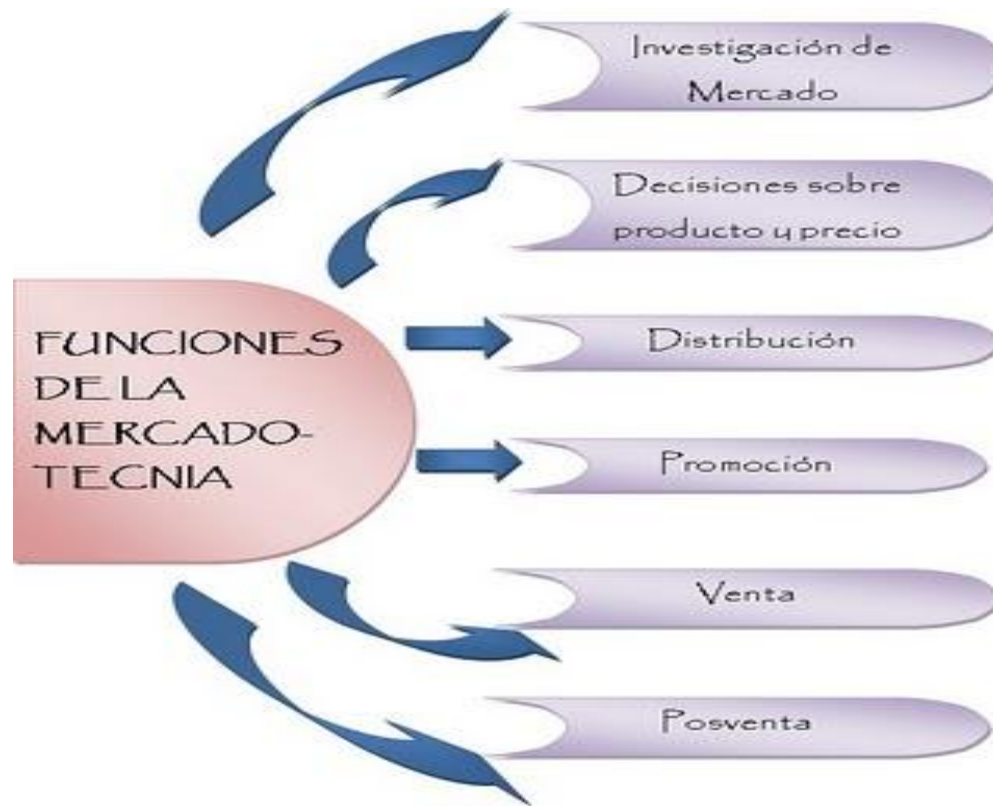 FUNCIONES
DE LA
MERCADO-
TECNIA
Investigación de
Mercado
Decisiones sobre
producto y precio
Distribución
Promoción
Venta
Posventa